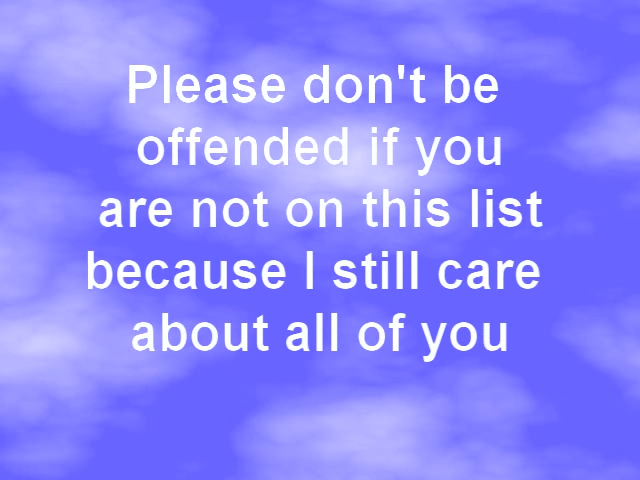 Please don't be
offended if you
are not on this list
because I still care
about all of you